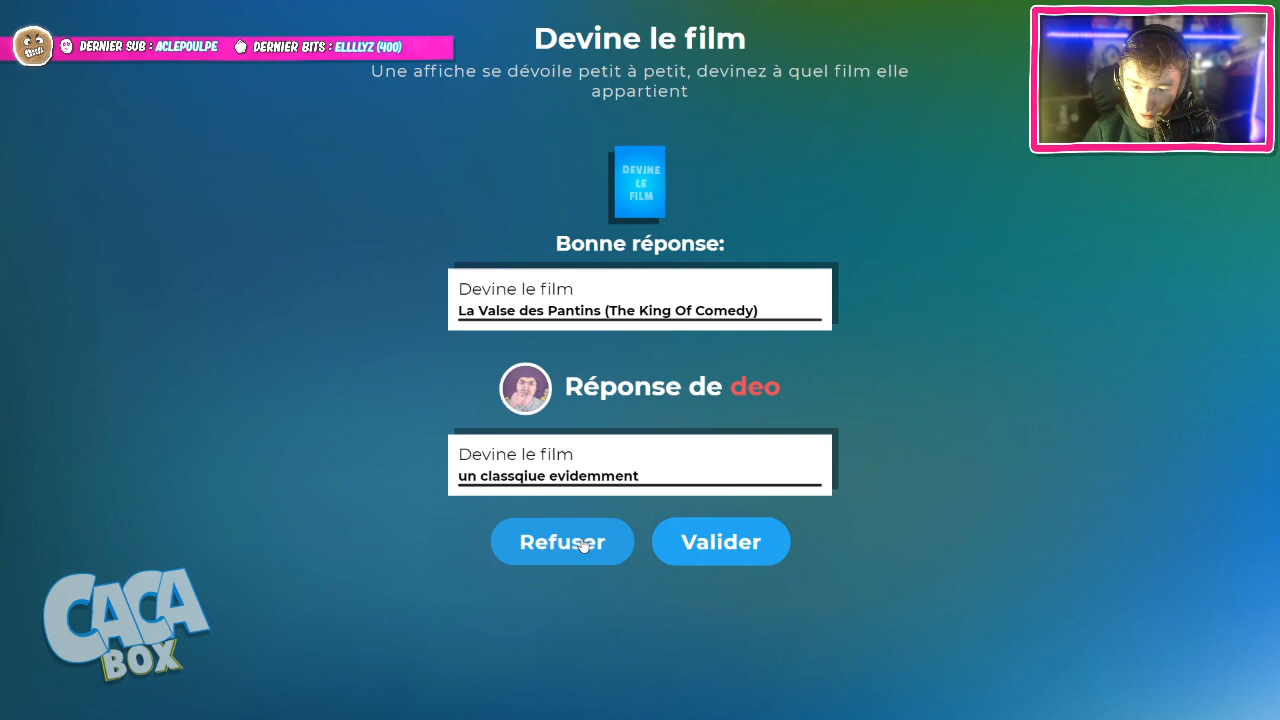 DERNIER SUB : ACLEPOULPE
DERNIER BITS : ELLLLYZ (400)
Devine le film
Une affiche se dévoile petit à petit, devinez à quel film elle
appartient
DEVINE
LE
FILM
Bonne réponse:
Devine le film
La Valse des Pantins (The King Of Comedy)
Réponse de deo
Devine le film
un classqiue evidemment
Refuser
Valider
CACA
BOX